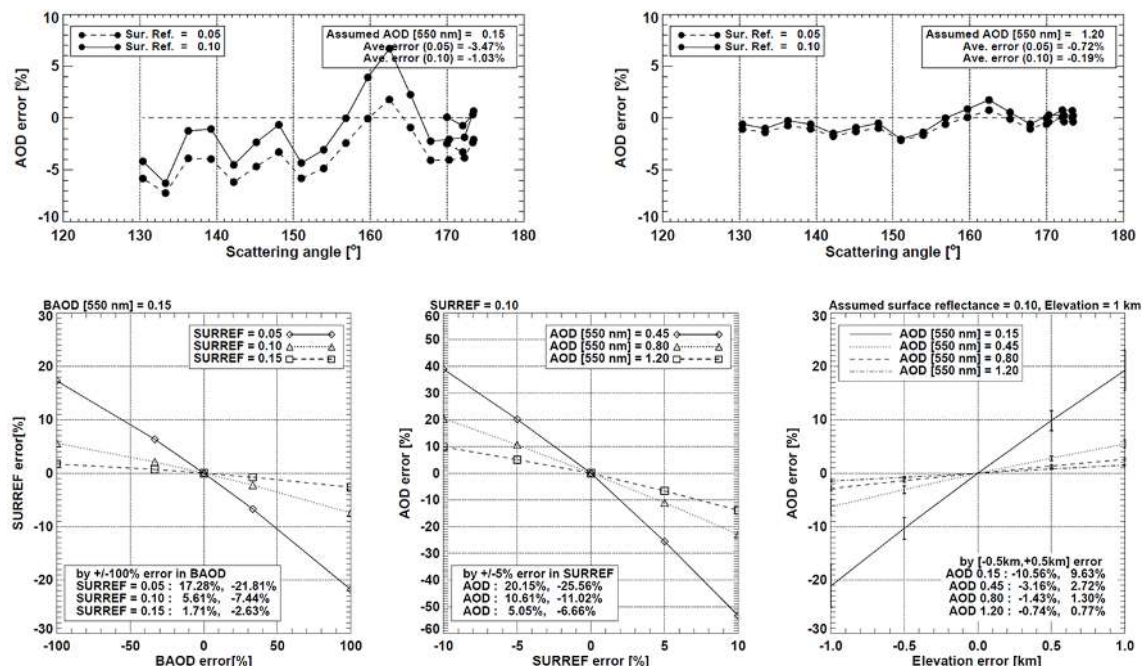 10
5
0
-5
-10
AOD error [%]
Sur. Ref. = 0.05
Sur. Ref. = 0.10
Assumed AOD [550 nm] = 0.15
Ave. error (0.05) = -3.47%
Ave. error (0.10) = -1.03%
120 130 140 150 160 170 180
Scattering angle [o]
10
5
0
-5
-10
AOD error [%]
Sur. Ref. = 0.05
Sur. Ref. = 0.10
Assumed AOD [550 nm] = 1.20
Ave. error (0.05) = -0.72%
Ave. error (0.10) = -0.19%
120 130 140 150 160 170 180
Scattering angle [o]
BAOD [550 nm] = 0.15
30
20
10
0
-10
-20
-30
SURREF error[%]
SURREF = 0.05
SURREF = 0.10
SURREF = 0.15
by +/-100% error in BAOD
SURREF = 0.05 : 17.28%, -21.81%
SURREF = 0.10 : 5.61%, -7.44%
SURREF = 0.15 : 1.71%, -2.63%
-100 -50 0 50 100
BAOD error[%]
SURREF = 0.10
60
50
40
30
20
10
0
-10
-20
-30
-40
-50
-60
AOD error[%]
AOD [550 nm] = 0.45
AOD [550 nm] = 0.80
AOD [550 nm] = 1.20
by +/-5% error in SURREF
AOD : 20.15%, -25.56%
AOD : 10.61%, -11.02%
AOD : 5.05%, -6.66%
-10 -5 0 5 10
SURREF error [%]
Assumed surface reflectance = 0.10, Elevation = 1 km
30
20
10
0
-10
-20
-30
AOD error [%]
AOD [550 nm] = 0.15
AOD [550 nm] = 0.45
AOD [550 nm] = 0.80
AOD [550 nm] = 1.20
by [-0.5km,+0.5km] error
AOD 0.15 : -10.56%, 9.63%
AOD 0.45 : -3.16%, 2.72%
AOD 0.80 : -1.43%, 1.30%
AOD 1.20 : -0.74%, 0.77%
-1.0 -0.5 0.0 0.5 1.0
Elevation error [km]